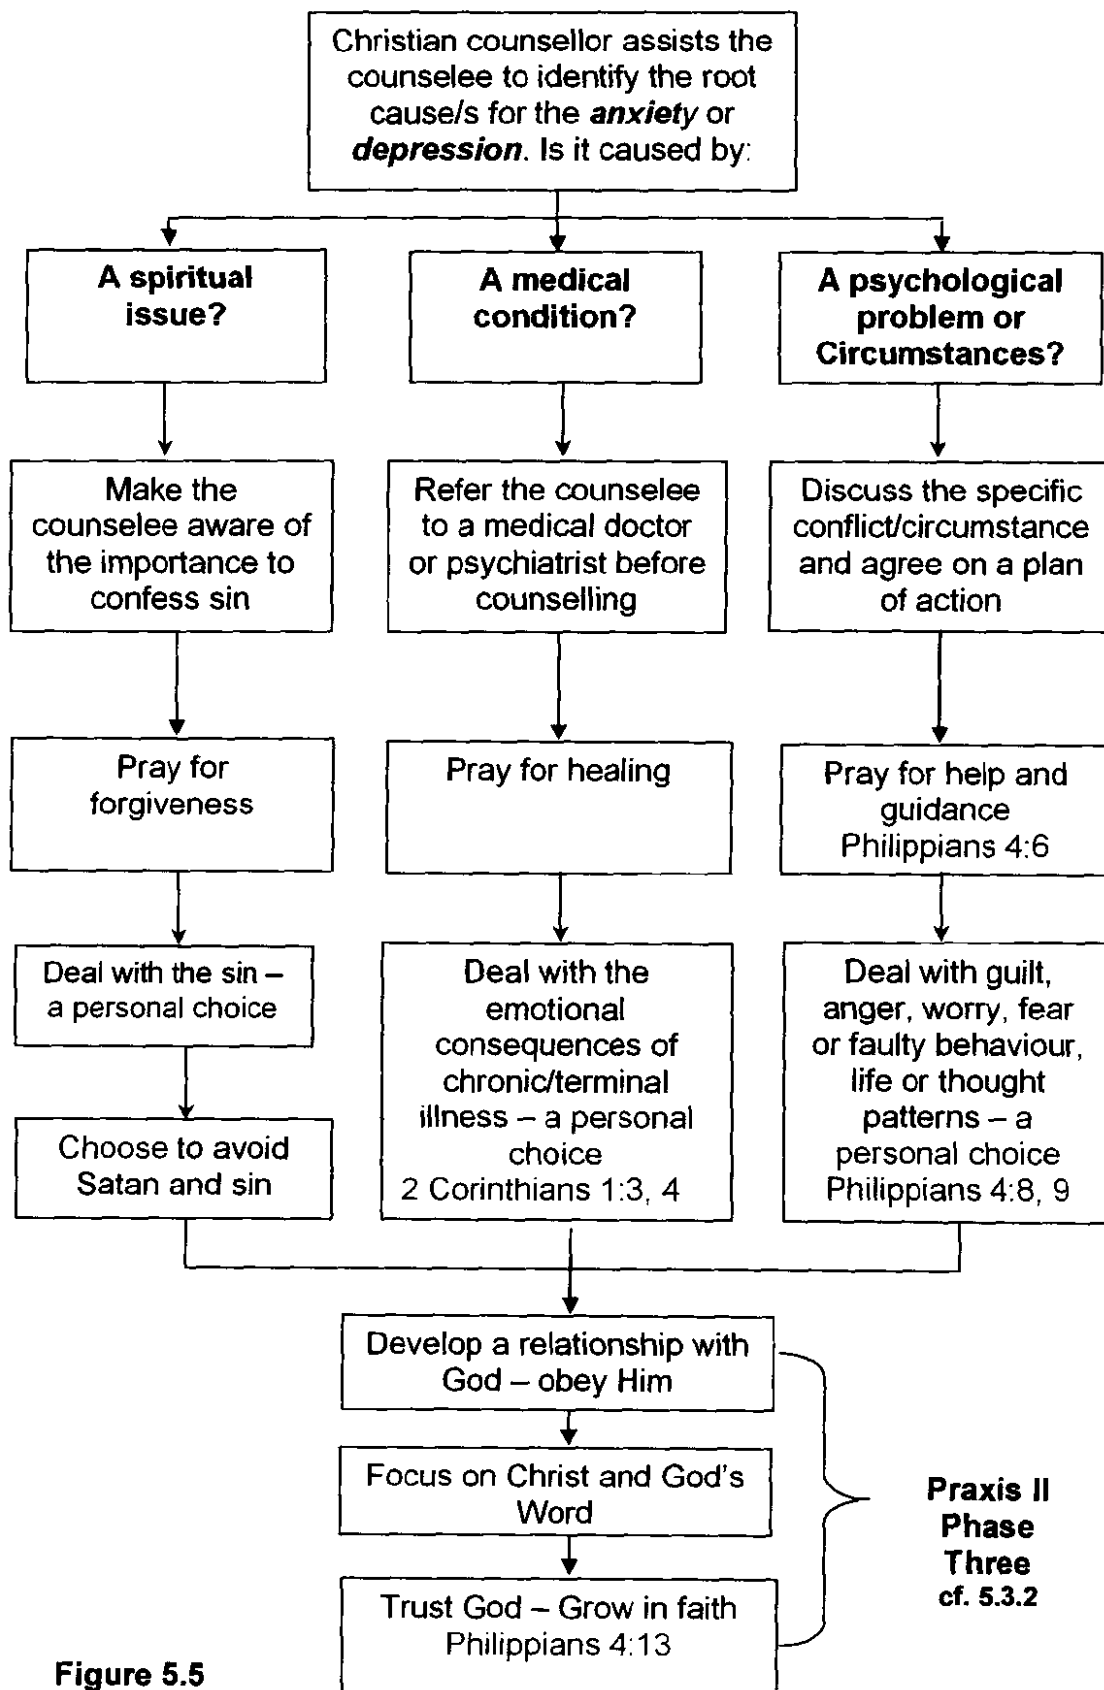 Christian counsellor assists the
counselee to identify the root
cause/s for the anxiety or
depression. Is it caused by:
A spiritual
issue?
A medical
condition?
A psychological
problem or
Circumstances?
Make the
counselee aware of
the importance to
confess sin
Refer the counselee
to a medical doctor
or psychiatrist before
counselling
Discuss the specific
conflict/circumstance
and agree on a plan
of action
Pray for
forgiveness
Pray for healing
Pray for help and
guidance
Philippians 4:6
Deal with the sin –
a personal choice
Choose to avoid
Satan and sin
Deal with the
emotional
consequences of
chronic/terminal
illness – a personal
choice
2 Corinthians 1:3, 4
Deal with guilt,
anger, worry, fear
or faulty behaviour,
life or thought
patterns – a
personal choice
Philippians 4:8, 9
Develop a relationship with
God – obey Him
Focus on Christ and God's
Word
Trust God – Grow in faith
Philippians 4:13
Praxis II
Phase
Three
cf. 5.3.2
Figure 5.5